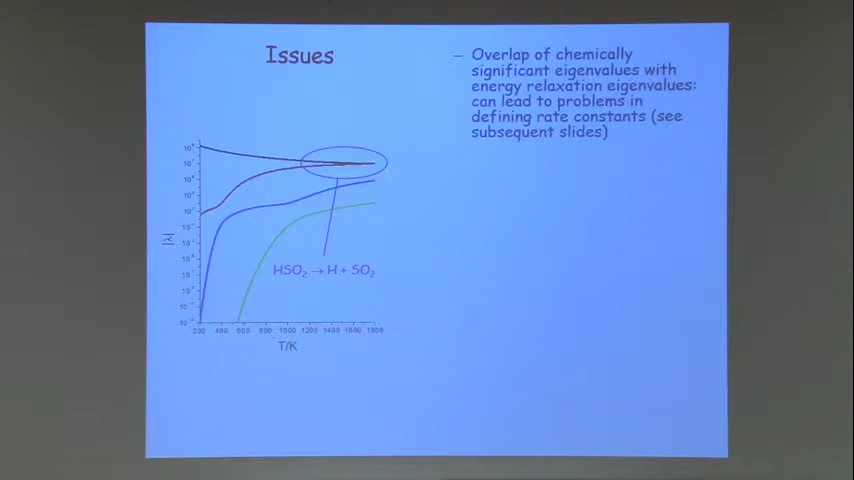 Issues
– Overlap of chemically
significant eigenvalues with
energy relaxation eigenvalues:
can lead to problems in
defining rate constants (see
subsequent slides)
|λ|
HSO₂ → H + SO₂
200 400 600 800 1000 1200 1400 1600 1800
T/K